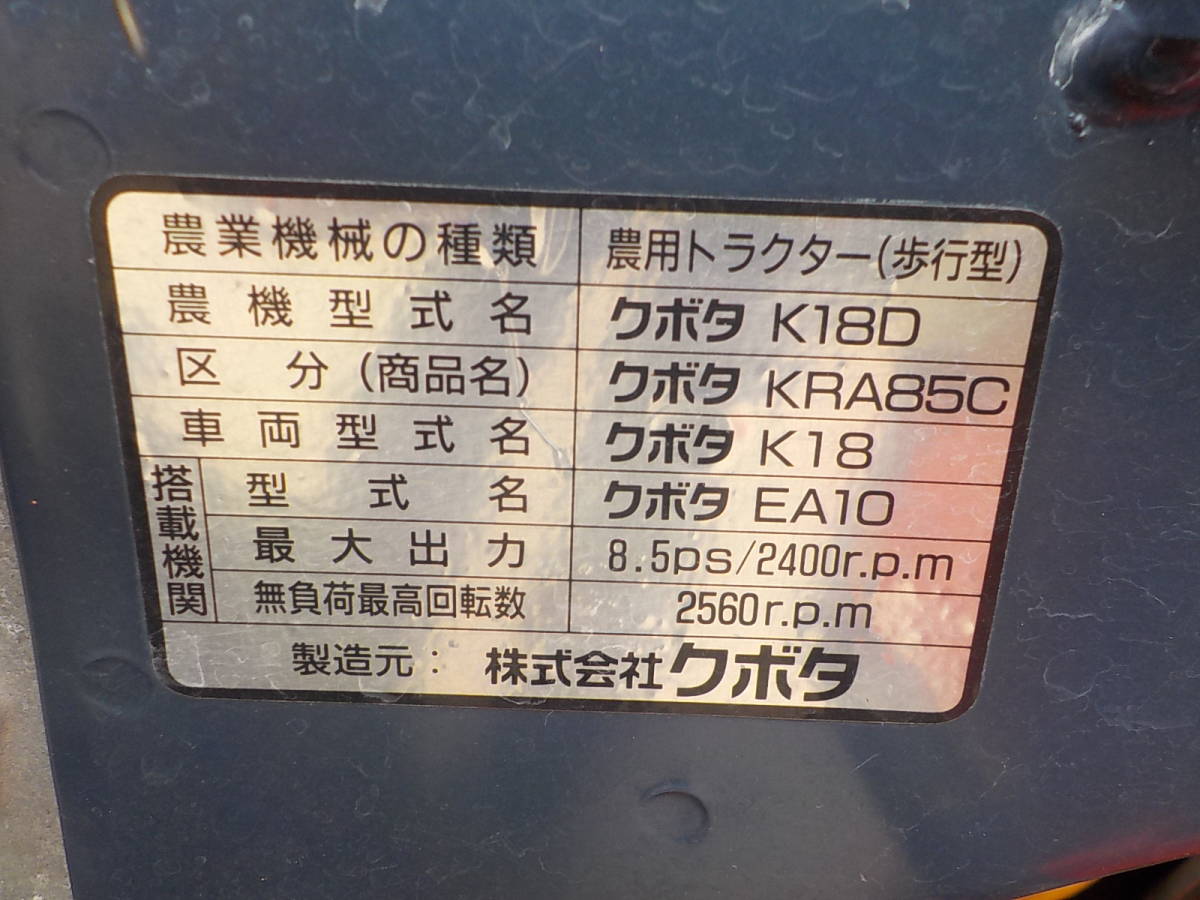 農業機械の種類 農用トラクター(歩行型)
農機型式名 クボタ K18D
区分(商品名) クボタ KRA85C
車両型式名 クボタ K18
搭載機関
型式名 クボタ EA10
最大出力 8.5ps/2400r.p.m
無負荷最高回転数 2560r.p.m
製造元: 株式会社クボタ